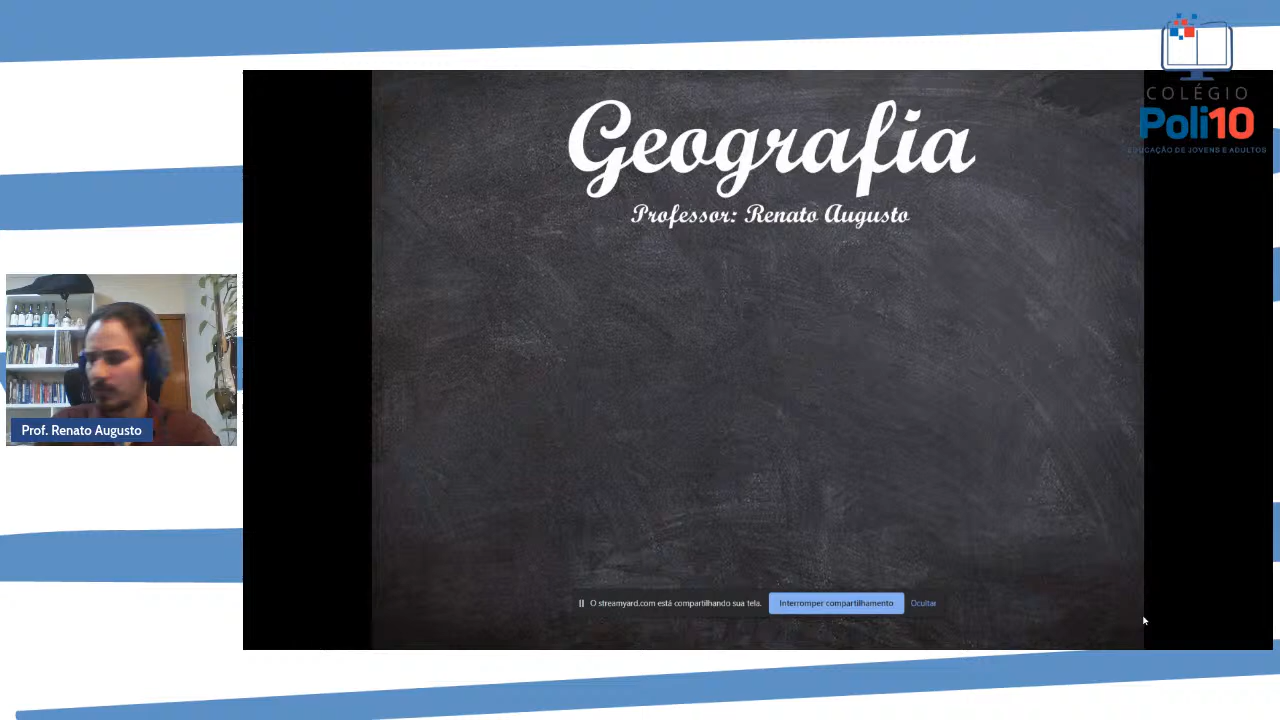 COLÉGIO
Poli10
EDUCAÇÃO DE JOVENS E ADULTOS
Geografia
Professor: Renato Augusto
Prof. Renato Augusto
O streamyard.com está compartilhando sua tela. Interromper compartilhamento Ocultar